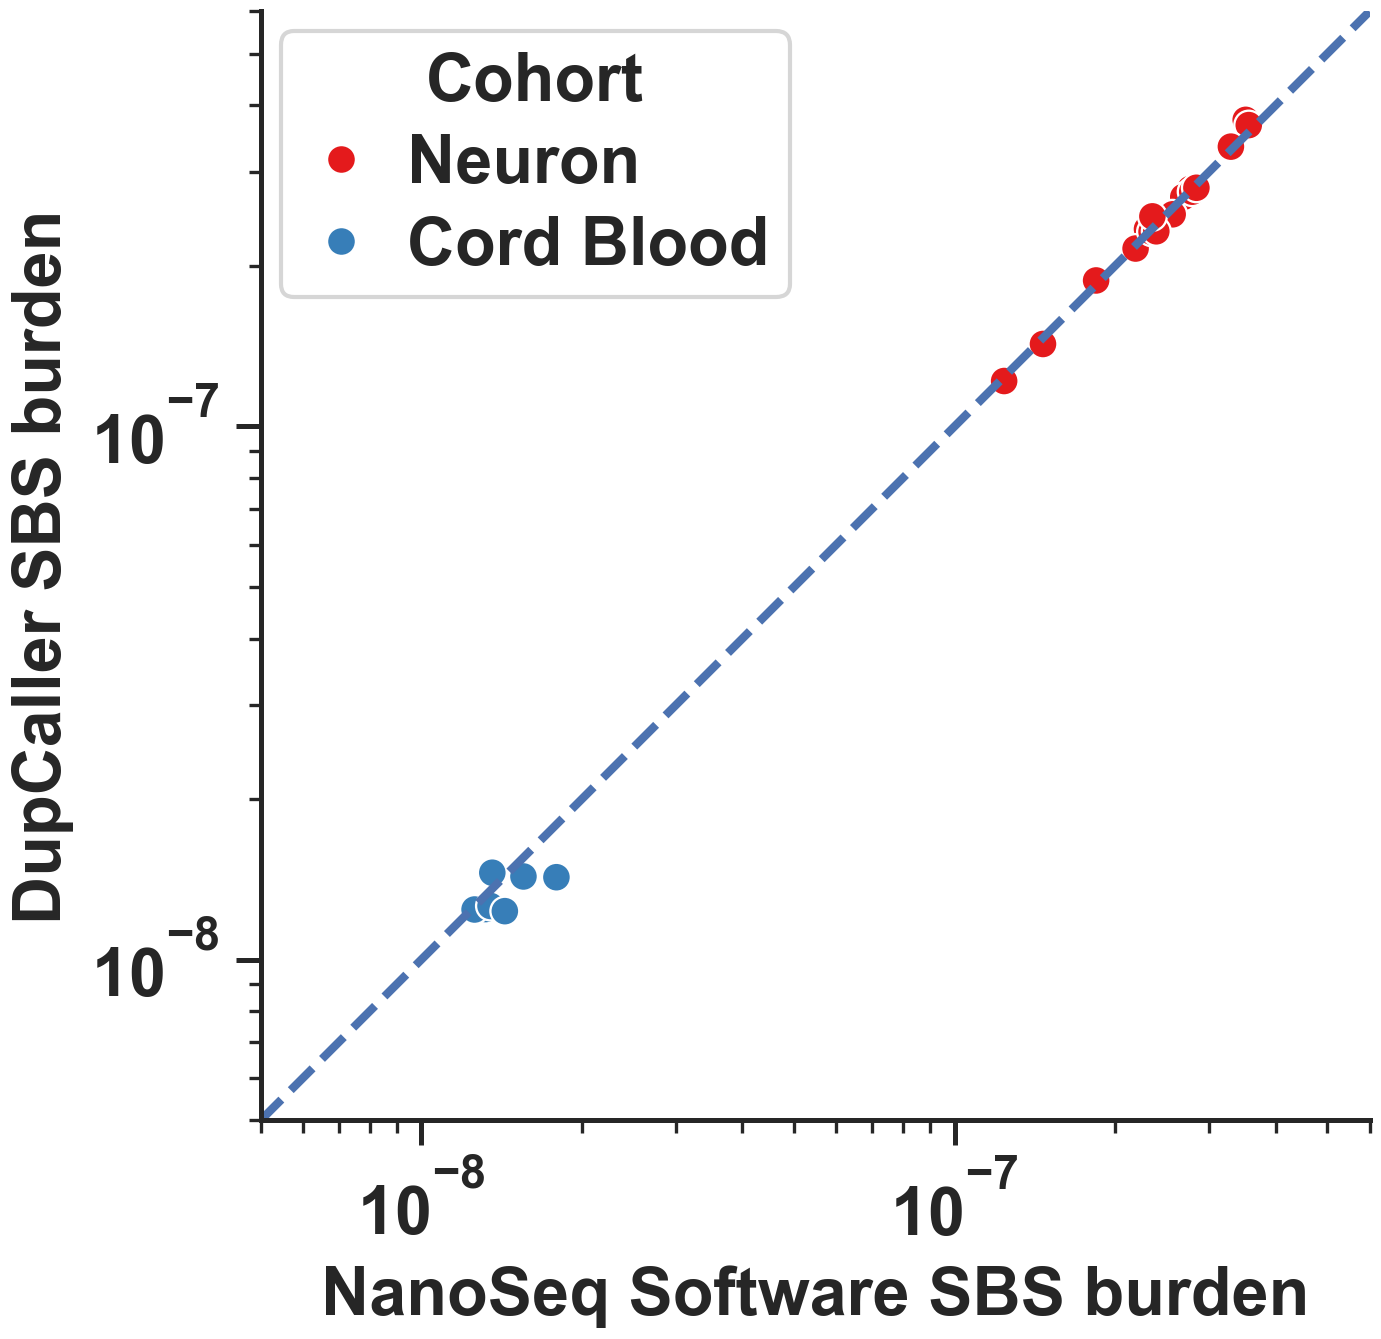 Cohort
Neuron
Cord Blood
DupCaller SBS burden
10⁻⁷
10⁻⁸
10⁻⁸
10⁻⁷
NanoSeq Software SBS burden